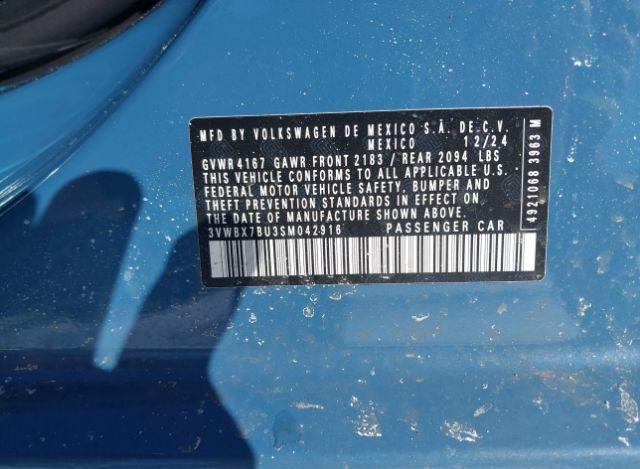 MFD BY VOLKSWAGEN DE MEXICO S.A. DE C.V.
MEXICO 12/24
GVWR 4167 GAWR FRONT 2183 / REAR 2094 LBS
THIS VEHICLE CONFORMS TO ALL APPLICABLE U.S.
FEDERAL MOTOR VEHICLE SAFETY, BUMPER AND
THEFT PREVENTION STANDARDS IN EFFECT ON
THE DATE OF MANUFACTURE SHOWN ABOVE.
3VWBX7BU3SM042916 PASSENGER CAR
4921068 3963 M